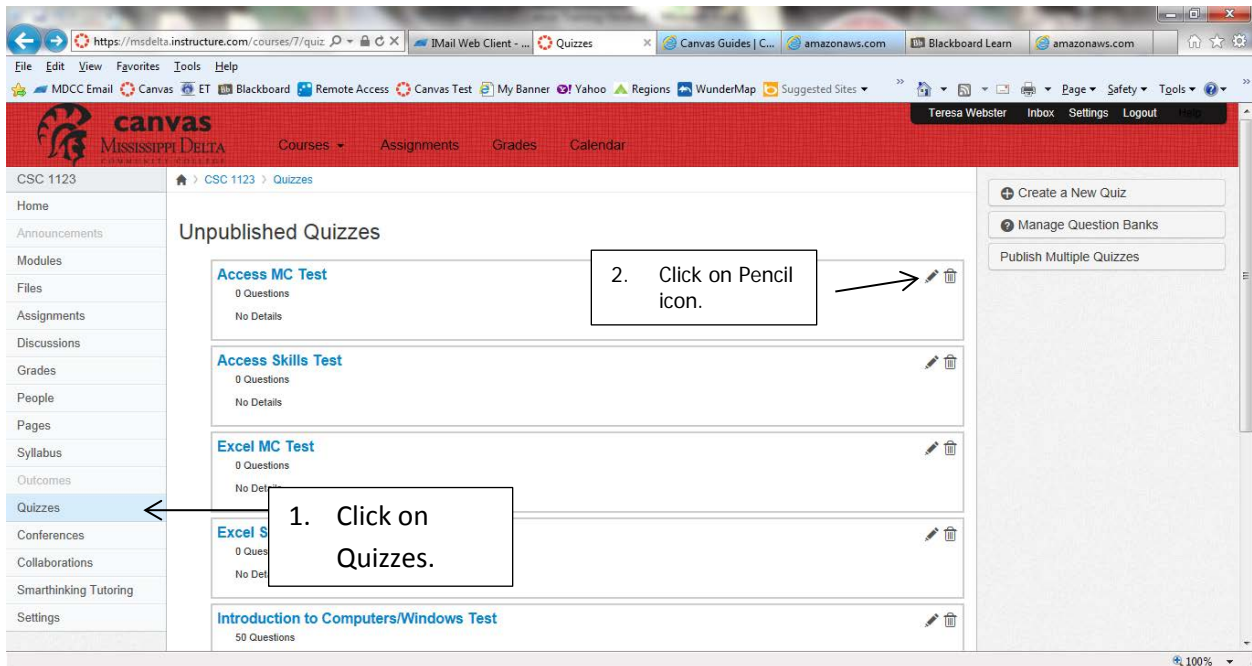 https://msdelta.instructure.com/courses/7/quiz
IMail Web Client - ...
Quizzes
Canvas Guides | C...
amazonaws.com
Blackboard Learn
amazonaws.com
File Edit View Favorites Tools Help
MDCC Email Canvas ET Blackboard Remote Access Canvas Test My Banner Yahoo Regions WunderMap Suggested Sites
Page Safety Tools
canvas
MISSISSIPPI DELTA
COMMUNITY COLLEGE
Courses Assignments Grades Calendar
Teresa Webster Inbox Settings Logout Help
CSC 1123
Home
Announcements
Modules
Files
Assignments
Discussions
Grades
People
Pages
Syllabus
Outcomes
Quizzes
Conferences
Collaborations
Smarthinking Tutoring
Settings
CSC 1123 > Quizzes
Unpublished Quizzes
Access MC Test
0 Questions
No Details
Access Skills Test
0 Questions
No Details
Excel MC Test
0 Questions
No Details
Excel S
0 Ques
No Det
Introduction to Computers/Windows Test
50 Questions
1. Click on
Quizzes.
2. Click on Pencil
icon.
Create a New Quiz
Manage Question Banks
Publish Multiple Quizzes
100%